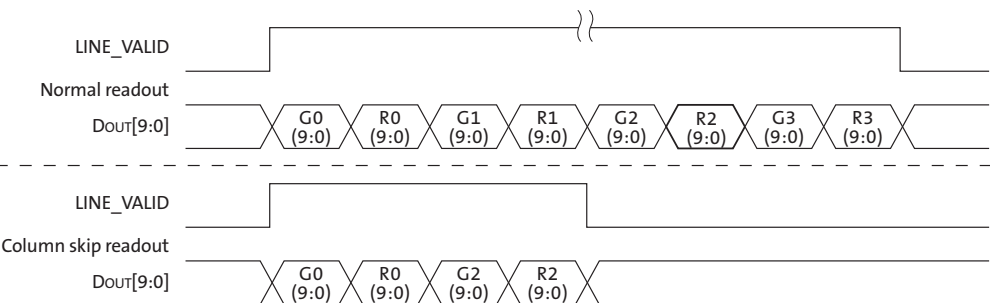 LINE_VALID
Normal readout
DOUT[9:0]
G0 R0 G1 R1 G2 R2 G3 R3
(9:0) (9:0) (9:0) (9:0) (9:0) (9:0) (9:0) (9:0)
LINE_VALID
Column skip readout
DOUT[9:0]
G0 R0 G2 R2
(9:0) (9:0) (9:0) (9:0)